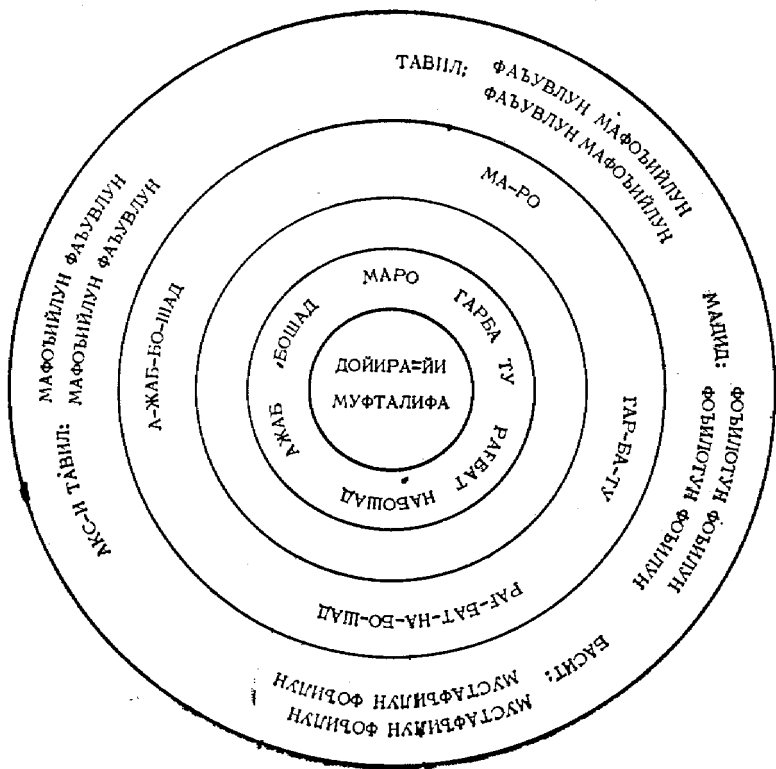 ТАВИЛ: ФАЪУВЛУН МАФОЪИЙЛУН
ФАЪУВЛУН МАФОЪИЙЛУН
МАДИД: ФОЪИЛОТУН ФОЪИЛУН
ФОЪИЛОТУН ФОЪИЛУН
БАСИТ: МУСТАФЪИЛУН ФОЪИЛУН
МУСТАФЪИЛУН ФОЪИЛУН
АКС-И ТАВИЛ: МАФОЪИЙЛУН ФАЪУВЛУН
МАФОЪИЙЛУН ФАЪУВЛУН
МА-РО
ГАР-БА-ТУ
РАҒ-БАТ-НА-БО-ШАД
А-ЖАБ-БО-ШАД
МАРО ГАРБА ТУ РАҒБАТ НАБОШАД АЖАБ БОШАД
ДОЙИРА=ЙИ
МУФТАЛИФА